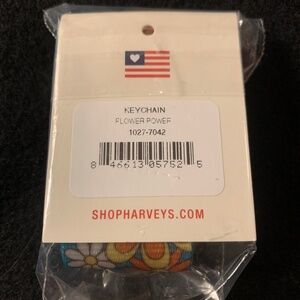 KEYCHAIN
FLOWER POWER
1027-7042
8 46613 05752 5
SHOPHARVEYS.COM